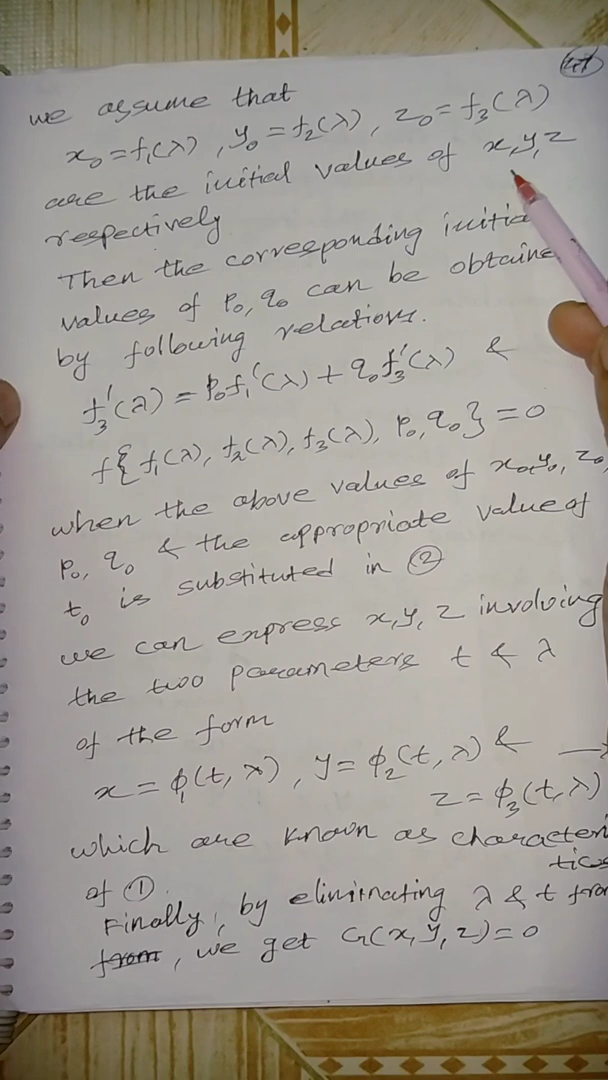 47
we assume that
x₀ = f₁(λ), y₀ = f₂(λ), z₀ = f₃(λ)
are the initial values of x,y,z
respectively
Then the corresponding initia
values of p₀, q₀ can be obtaine
by following relations.
f₃'(λ) = p₀f₁'(λ) + q₀f₃'(λ) &
f{f₁(λ), f₂(λ), f₃(λ), p₀, q₀} = 0
when the above values of x₀, y₀, z₀,
p₀, q₀ & the appropriate value of
t₀ is substituted in ②
we can express x,y,z involving
the two parameters t & λ
of the form
x = ϕ₁(t, λ), y = ϕ₂(t, λ) &
z = ϕ₃(t, λ)
which are known as characteri
tics
of ①.
Finally, by eliminating λ & t from
from, we get G(x, y, z) = 0